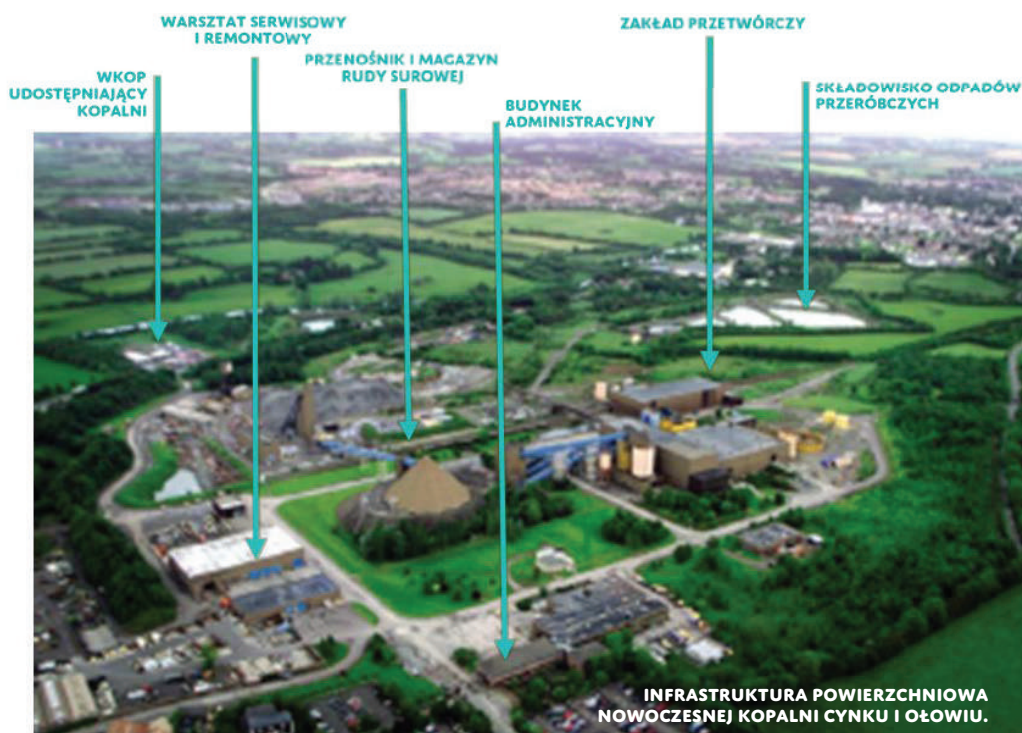 WARSZTAT SERWISOWY
I REMONTOWY
WKOP
UDOSTĘPNIAJĄCY
KOPALNI
PRZENOŚNIK I MAGAZYN
RUDY SUROWEJ
BUDYNEK
ADMINISTRACYJNY
ZAKŁAD PRZETWÓRCZY
SKŁADOWISKO ODPADÓW
PRZERÓBCZYCH
INFRASTRUKTURA POWIERZCHNIOWA
NOWOCZESNEJ KOPALNI CYNKU I OŁOWIU.